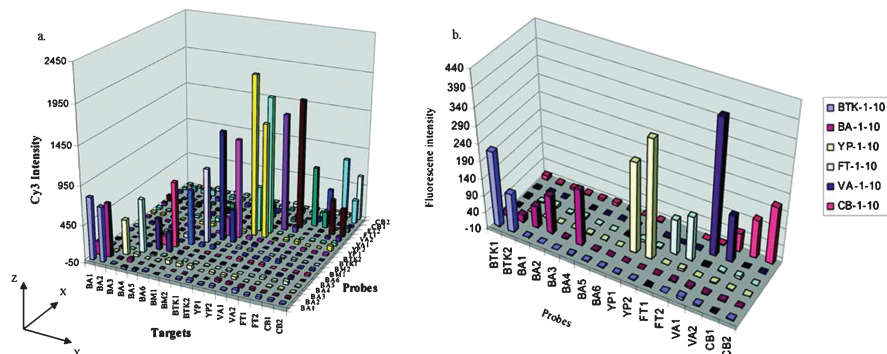 a.
Cy3 Intensity
2450
1950
1450
950
450
-50
BA1
BA2
BA3
BA4
BA5
BA6
BM1
BM2
BTK1
BTK2
YP1
YP2
VA1
VA2
FT1
FT2
CB1
CB2
Targets
Probes
Z
X
Y
b.
Fluorescene intensity
440
390
340
290
240
190
140
90
40
-10
BTK1
BTK2
BA1
BA2
BA3
BA4
BA5
BA6
YP1
YP2
FT1
FT2
VA1
VA2
CB1
CB2
Probes
BTK-1-10
BA-1-10
YP-1-10
FT-1-10
VA-1-10
CB-1-10